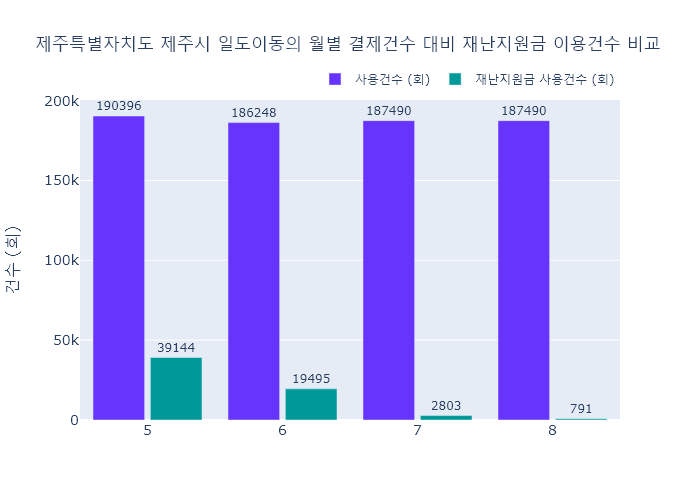 제주특별자치도 제주시 일도이동의 월별 결제건수 대비 재난지원금 이용건수 비교
사용건수 (회) 재난지원금 사용건수 (회)
건수 (회)
200k
150k
100k
50k
0
190396 186248 187490 187490
39144 19495 2803 791
5 6 7 8